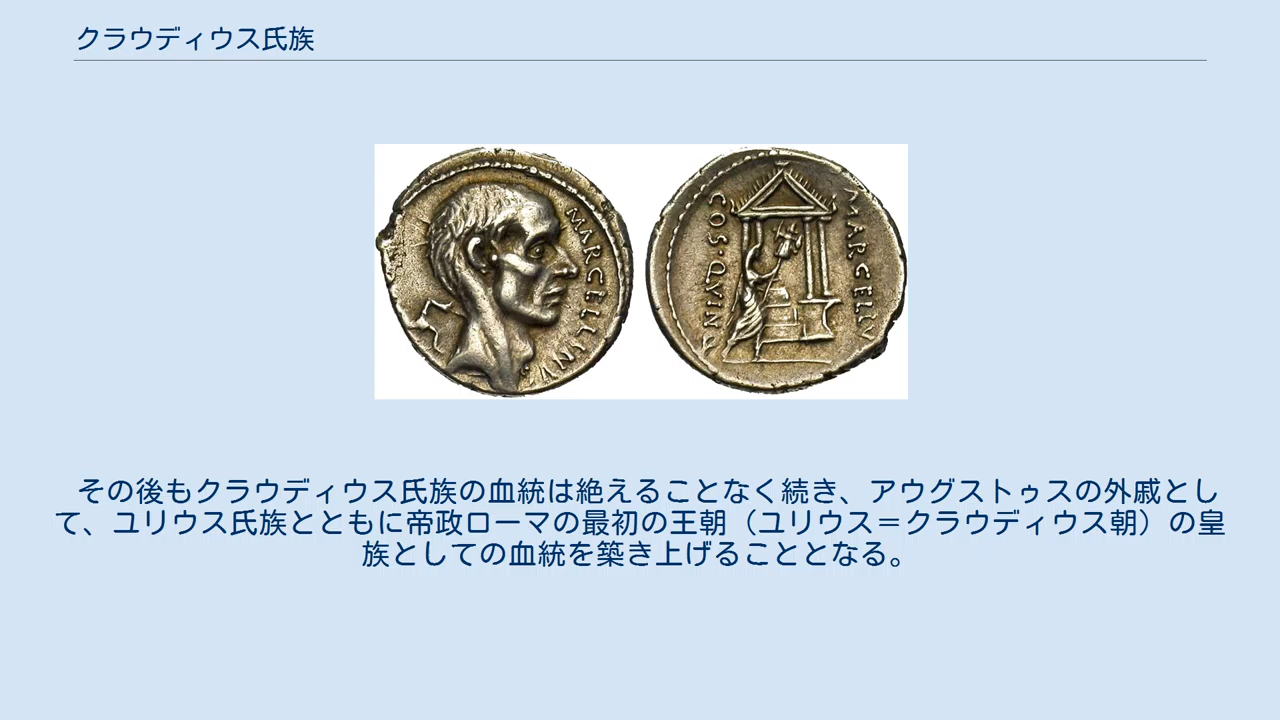 クラウディウス氏族
MARCELLINV
COS·QVINQ
MARCELLV
その後もクラウディウス氏族の血統は絶えることなく続き、アウグストゥスの外戚とし
て、ユリウス氏族とともに帝政ローマの最初の王朝（ユリウス＝クラウディウス朝）の皇
族としての血統を築き上げることとなる。